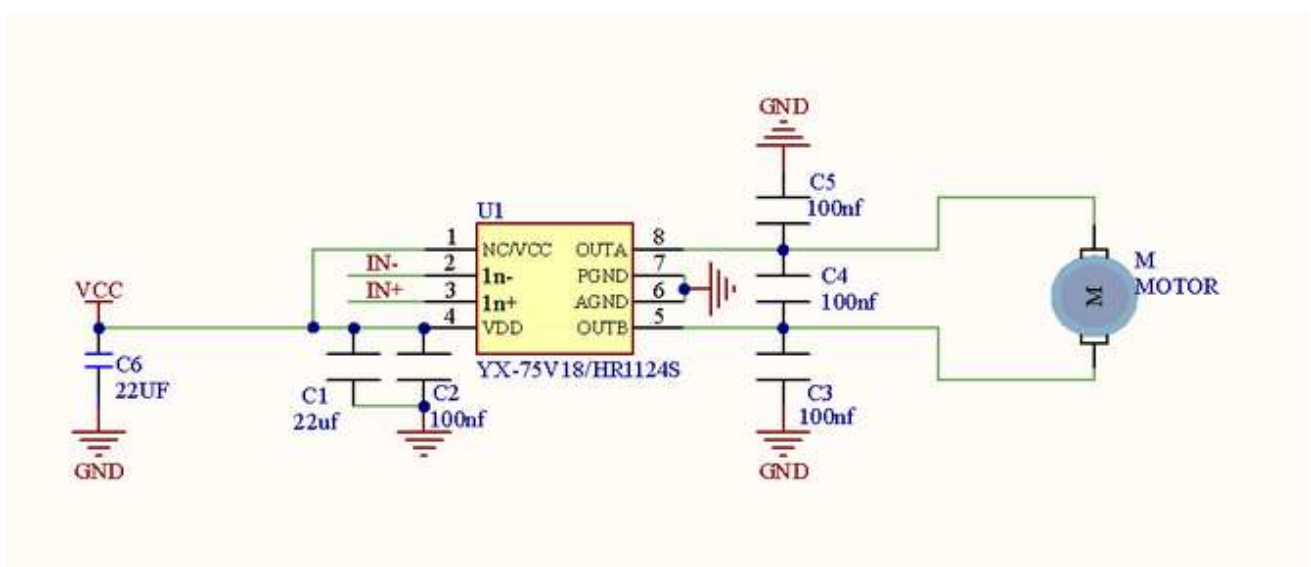 GND
C5
100nf
U1
1 NC/VCC OUTA 8
IN- 2 1n- PGND 7
IN+ 3 1n+ AGND 6
4 VDD OUTB 5
YX-75V18/HR1124S
C4
100nf
M
M
MOTOR
VCC
C6
22UF
GND
C1
22uf
C2
100nf
C3
100nf
GND